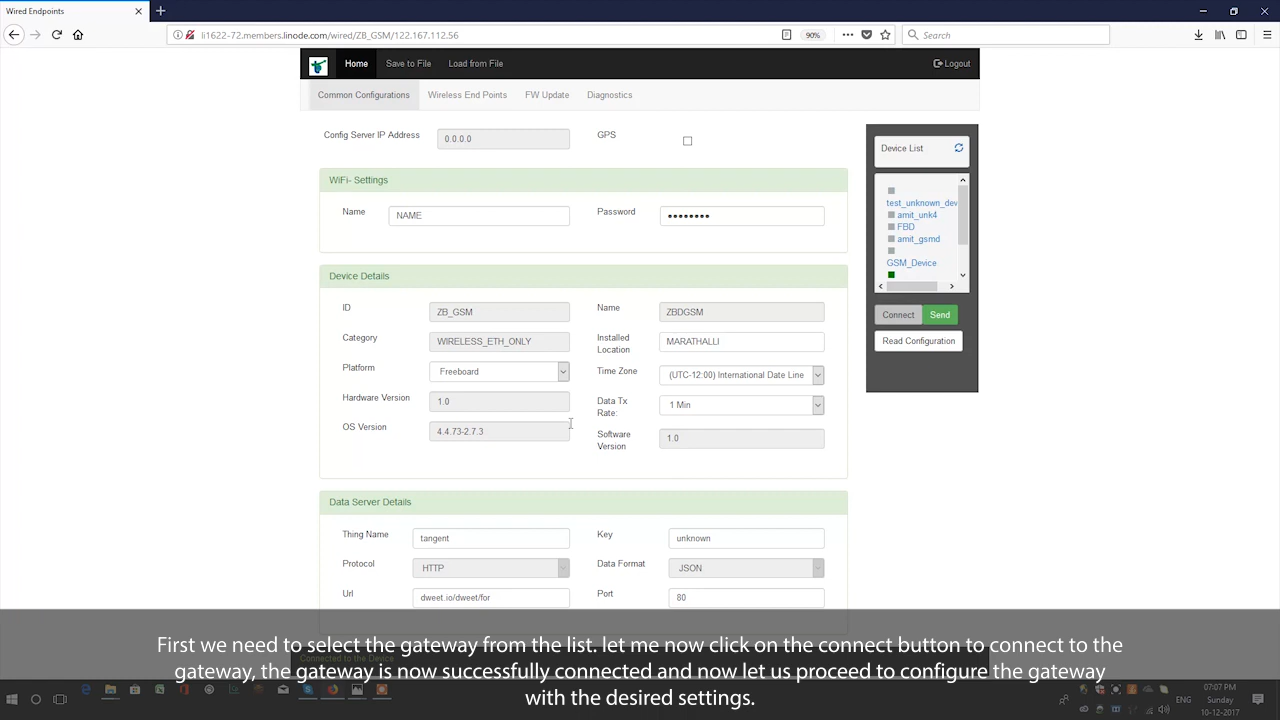 Wired Endpoints
li1622-72.members.linode.com/wired/ZB_GSM/122.167.112.56
90%
Search
Home
Save to File
Load from File
Logout
Common Configurations
Wireless End Points
FW Update
Diagnostics
Config Server IP Address
0.0.0.0
GPS
WiFi- Settings
Name
NAME
Password
••••••••
Device Details
ID
ZB_GSM
Name
ZBDGSM
Category
WIRELESS_ETH_ONLY
Installed
Location
MARATHALLI
Platform
Freeboard
Time Zone
(UTC-12:00) International Date Line
Hardware Version
1.0
Data Tx
Rate:
1 Min
OS Version
4.4.73-2.7.3
Software
Version
1.0
Data Server Details
Thing Name
tangent
Key
unknown
Protocol
HTTP
Data Format
JSON
Url
dweet.io/dweet/for
Port
80
Device List
test_unknown_dev
amit_unk4
FBD
amit_gsmd
GSM_Device
Connect
Send
Read Configuration
Connected to the Device
First we need to select the gateway from the list. let me now click on the connect button to connect to the
gateway, the gateway is now successfully connected and now let us proceed to configure the gateway
with the desired settings.
ENG
07:07 PM
Sunday
10-12-2017